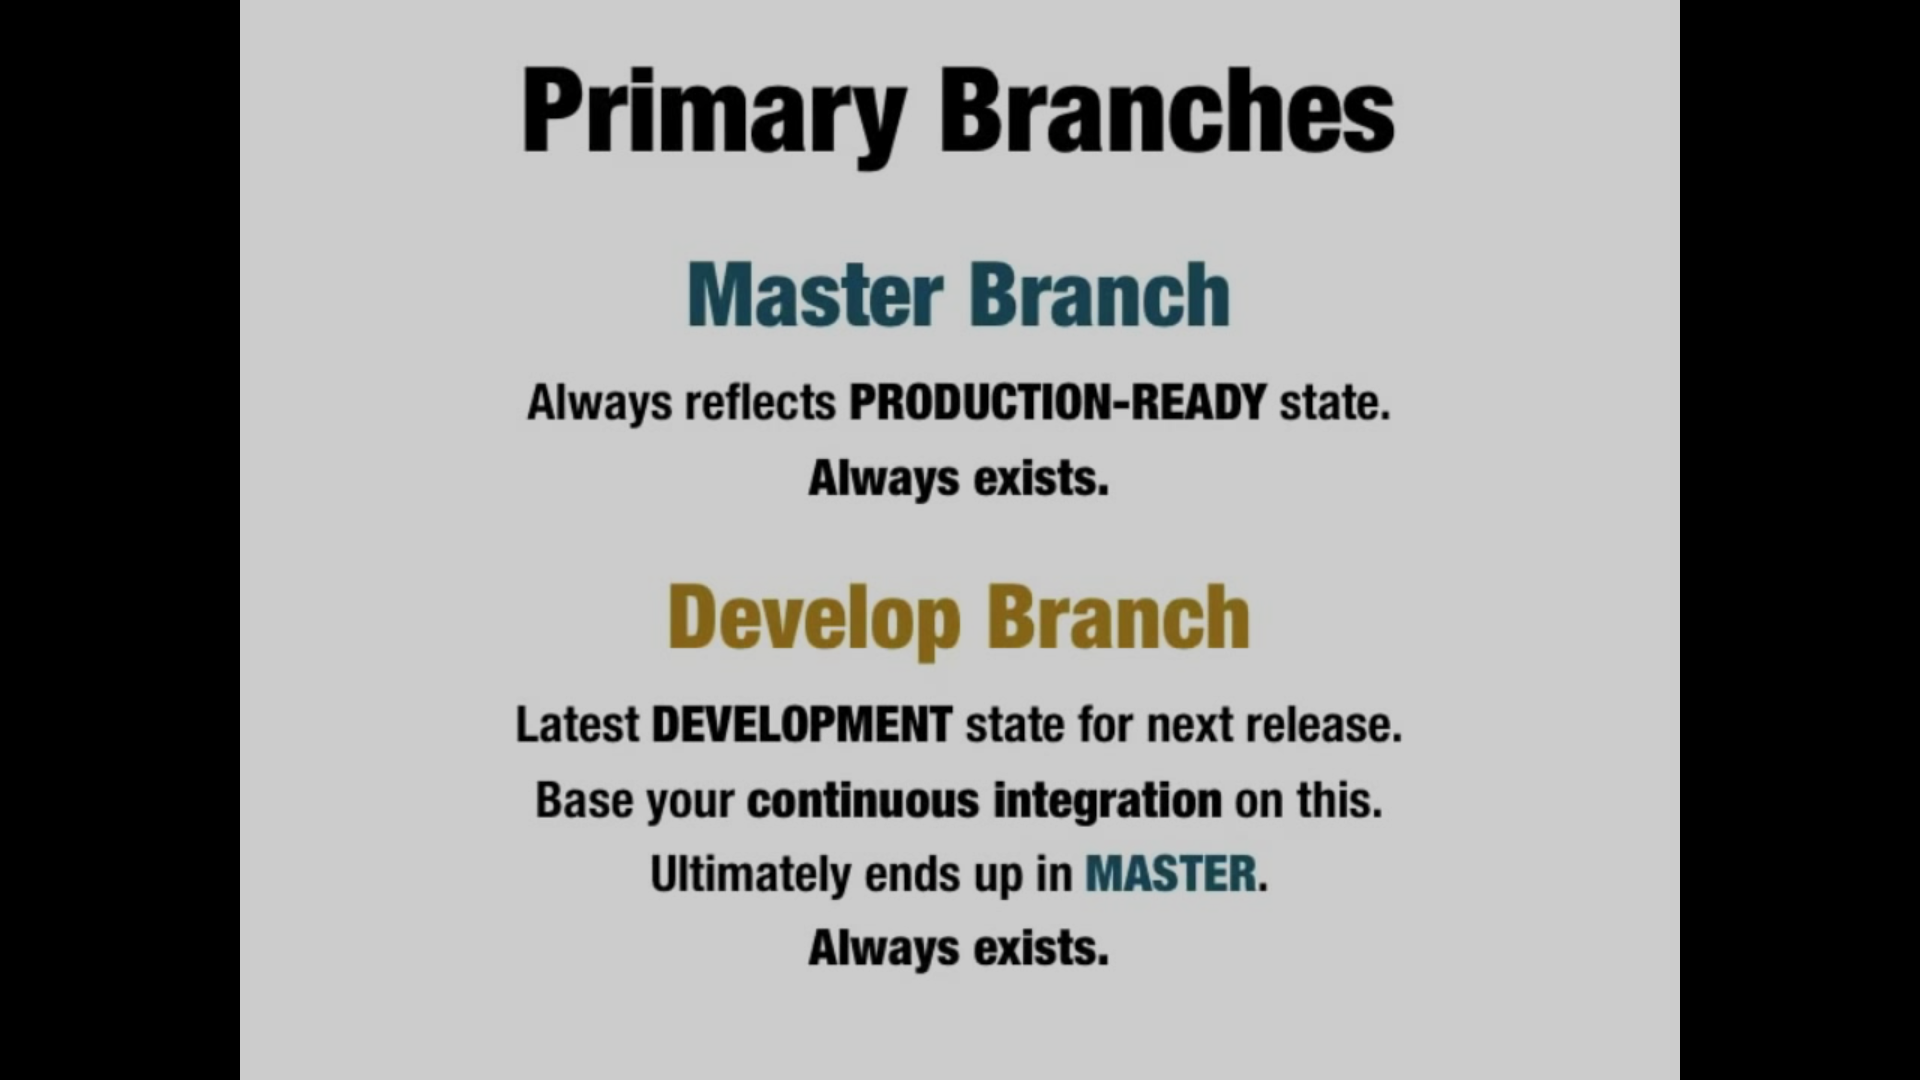 Primary Branches
Master Branch
Always reflects PRODUCTION-READY state.
Always exists.
Develop Branch
Latest DEVELOPMENT state for next release.
Base your continuous integration on this.
Ultimately ends up in MASTER.
Always exists.